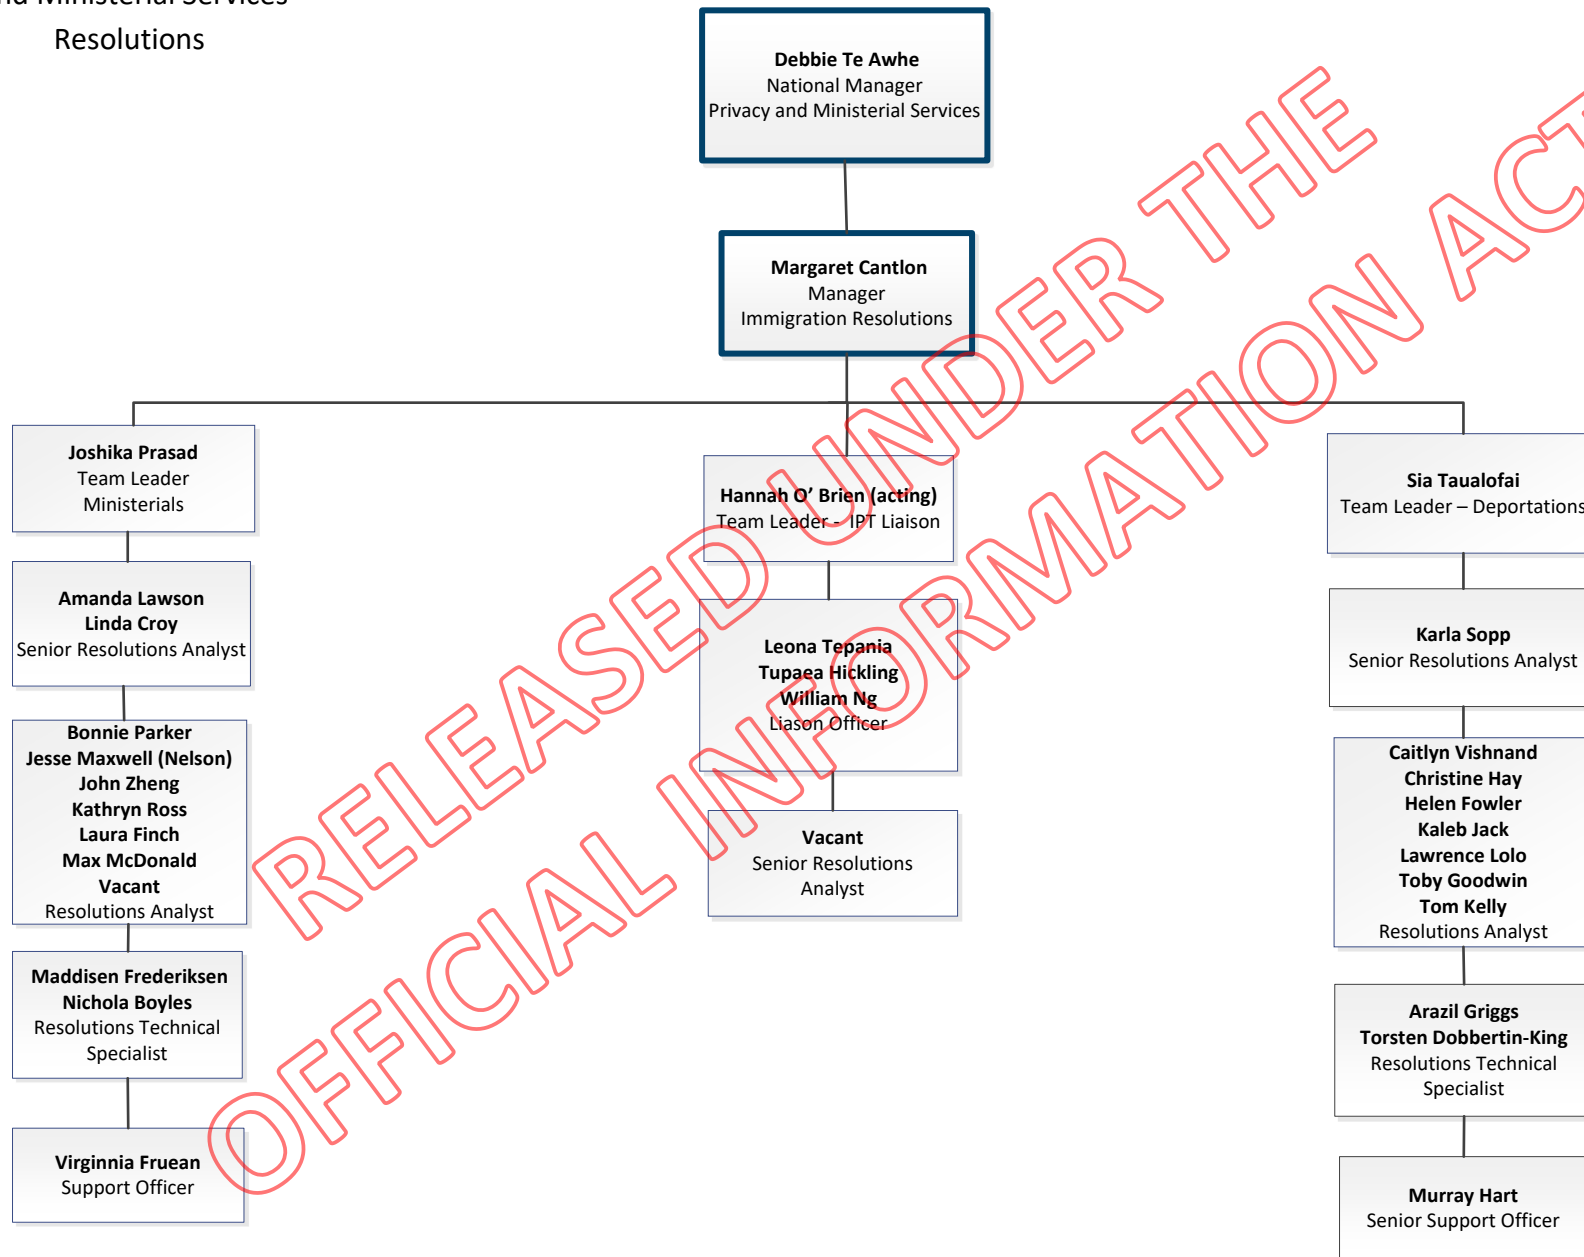 nd Ministerial Services
Resolutions
Debbie Te Awhe
National Manager
Privacy and Ministerial Services
Margaret Cantlon
Manager
Immigration Resolutions
Joshika Prasad
Team Leader
Ministerials
Amanda Lawson
Linda Croy
Senior Resolutions Analyst
Bonnie Parker
Jesse Maxwell (Nelson)
John Zheng
Kathryn Ross
Laura Finch
Max McDonald
Vacant
Resolutions Analyst
Maddisen Frederiksen
Nichola Boyles
Resolutions Technical
Specialist
Virginnia Fruean
Support Officer
Hannah O' Brien (acting)
Team Leader - IPT Liaison
Leona Tepania
Tupaea Hickling
William Ng
Liason Officer
Vacant
Senior Resolutions
Analyst
Sia Taualofai
Team Leader – Deportations
Karla Sopp
Senior Resolutions Analyst
Caitlyn Vishnand
Christine Hay
Helen Fowler
Kaleb Jack
Lawrence Lolo
Toby Goodwin
Tom Kelly
Resolutions Analyst
Arazil Griggs
Torsten Dobbertin-King
Resolutions Technical
Specialist
Murray Hart
Senior Support Officer
RELEASED UNDER THE
OFFICIAL INFORMATION ACT